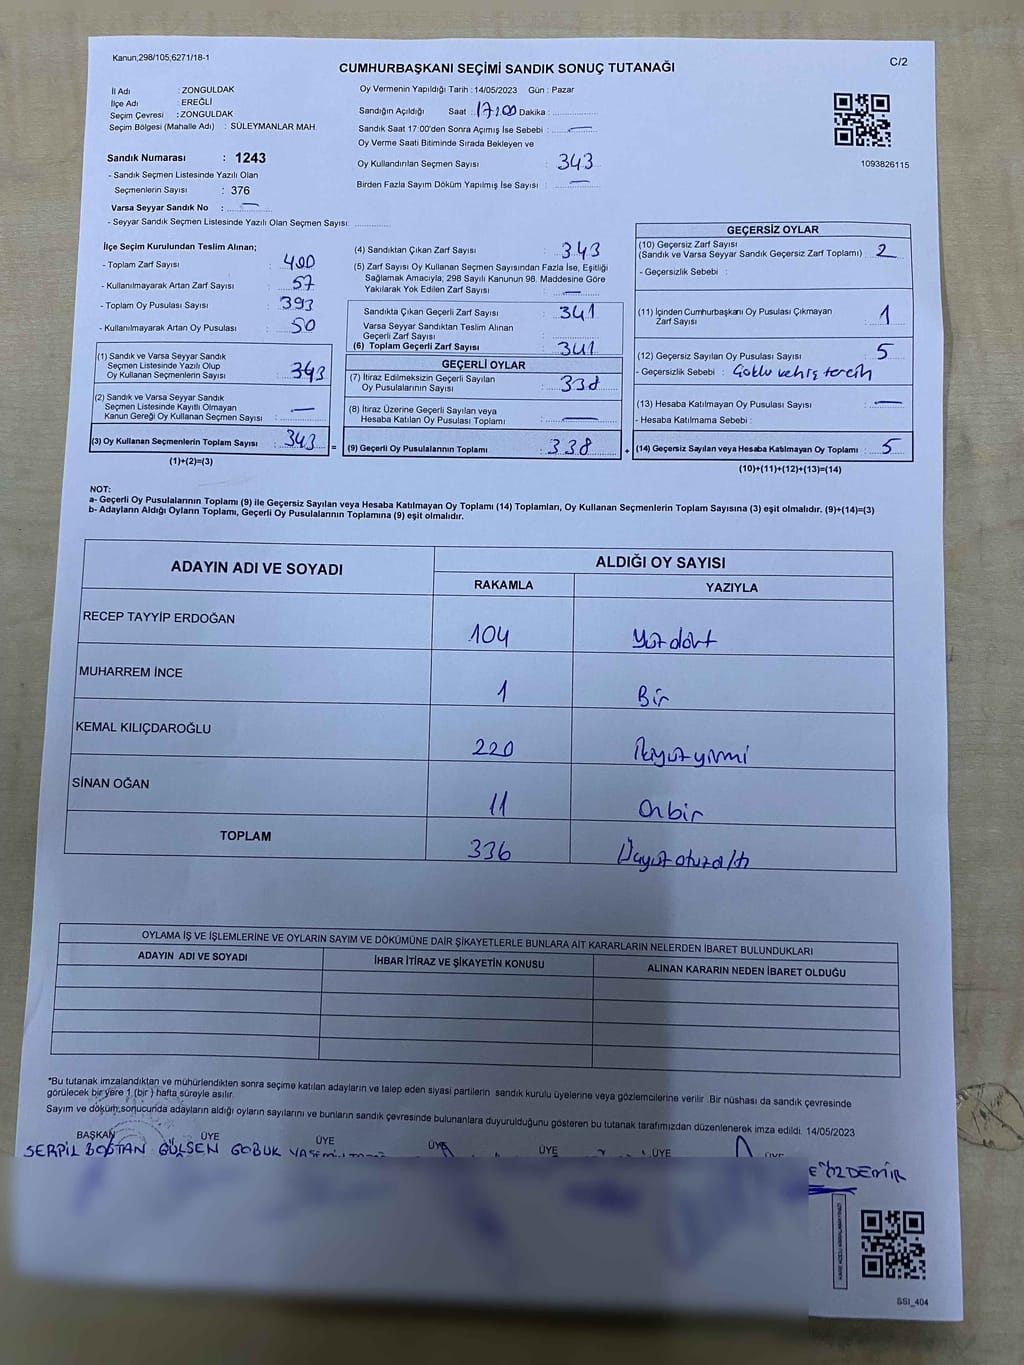 Kanun;298/105;6271/18-1
C/2
CUMHURBAŞKANI SEÇİMİ SANDIK SONUÇ TUTANAĞI
İl Adı : ZONGULDAK
İlçe Adı : EREĞLİ
Seçim Çevresi : ZONGULDAK
Seçim Bölgesi (Mahalle Adı) : SÜLEYMANLAR MAH.
Sandık Numarası : 1243
- Sandık Seçmen Listesinde Yazılı Olan
Seçmenlerin Sayısı : 376
Varsa Seyyar Sandık No : —
- Seyyar Sandık Seçmen Listesinde Yazılı Olan Seçmen Sayısı:
Oy Vermenin Yapıldığı Tarih : 14/05/2023 Gün : Pazar
Sandığın Açıldığı Saat : 17:00 Dakika :
Sandık Saat 17:00'den Sonra Açımış İse Sebebi : —
Oy Verme Saati Bitiminde Sırada Bekleyen ve
Oy Kullandırılan Seçmen Sayısı : 343
Birden Fazla Sayım Döküm Yapılmış İse Sayısı : —
1093826115
İlçe Seçim Kurulundan Teslim Alınan;
- Toplam Zarf Sayısı : 400
- Kullanılmayarak Artan Zarf Sayısı : 57
- Toplam Oy Pusulası Sayısı : 393
- Kullanılmayarak Artan Oy Pusulası : 50
(1) Sandık ve Varsa Seyyar Sandık
Seçmen Listesinde Yazılı Olup
Oy Kullanan Seçmenlerin Sayısı : 343
(2) Sandık ve Varsa Seyyar Sandık
Seçmen Listesinde Kayıtlı Olmayan
Kanun Gereği Oy Kullanan Seçmen Sayısı : —
(3) Oy Kullanan Seçmenlerin Toplam Sayısı : 343 =
(1)+(2)=(3)
(4) Sandıktan Çıkan Zarf Sayısı : 343
(5) Zarf Sayısı Oy Kullanan Seçmen Sayısından Fazla İse, Eşitliği
Sağlamak Amacıyla; 298 Sayılı Kanunun 98. Maddesine Göre
Yakılarak Yok Edilen Zarf Sayısı : —
Sandıkta Çıkan Geçerli Zarf Sayısı : 341
Varsa Seyyar Sandıktan Teslim Alınan
Geçerli Zarf Sayısı :
(6) Toplam Geçerli Zarf Sayısı : 341
GEÇERLİ OYLAR
(7) İtiraz Edilmeksizin Geçerli Sayılan
Oy Pusulalarının Sayısı : 338
(8) İtiraz Üzerine Geçerli Sayılan veya
Hesaba Katılan Oy Pusulaları Toplamı : —
(9) Geçerli Oy Pusulalarının Toplamı : 338 +
GEÇERSİZ OYLAR
(10) Geçersiz Zarf Sayısı
(Sandık ve Varsa Seyyar Sandık Geçersiz Zarf Toplamı) : 2
- Geçersizlik Sebebi :
(11) İçinden Cumhurbaşkanı Oy Pusulası Çıkmayan
Zarf Sayısı : 1
(12) Geçersiz Sayılan Oy Pusulası Sayısı : 5
- Geçersizlik Sebebi :
(13) Hesaba Katılmayan Oy Pusulası Sayısı : —
- Hesaba Katılmama Sebebi :
(14) Geçersiz Sayılan veya Hesaba Katılmayan Oy Toplamı : 5
(10)+(11)+(12)+(13)=(14)
NOT:
a- Geçerli Oy Pusulalarının Toplamı (9) ile Geçersiz Sayılan veya Hesaba Katılmayan Oy Toplamı (14) Toplamları, Oy Kullanan Seçmenlerin Toplam Sayısına (3) eşit olmalıdır. (9)+(14)=(3)
b- Adayların Aldığı Oyların Toplamı, Geçerli Oy Pusulalarının Toplamına (9) eşit olmalıdır.
ADAYIN ADI VE SOYADI
ALDIĞI OY SAYISI
RAKAMLA YAZIYLA
RECEP TAYYİP ERDOĞAN 104 Yüzdört
MUHARREM İNCE 1 Bir
KEMAL KILIÇDAROĞLU 220 İkiyüzyirmi
SİNAN OĞAN 11 Onbir
TOPLAM 336 Üçyüzotuzaltı
OYLAMA İŞ VE İŞLEMLERİNE VE OYLARIN SAYIM VE DÖKÜMÜNE DAİR ŞİKAYETLERLE BUNLARA AİT KARARLARIN NELERDEN İBARET BULUNDUKLARI
ADAYIN ADI VE SOYADI İHBAR İTİRAZ VE ŞİKAYETİN KONUSU ALINAN KARARIN NEDEN İBARET OLDUĞU
*Bu tutanak imzalandıktan ve mühürlendikten sonra seçime katılan adayların ve talep eden siyasi partilerin sandık kurulu üyelerine veya gözlemcilerine verilir .Bir nüshası da sandık çevresinde
görülecek bir yere 1 (bir ) hafta süreyle asılır.
Sayım ve döküm sonucunda adayların aldığı oyların sayılarını ve bunların sandık çevresinde bulunanlara duyurulduğunu gösteren bu tutanak tarafımızdan düzenlenerek imza edildi. 14/05/2023
BAŞKAN ÜYE ÜYE ÜYE ÜYE ÜYE ÜYE
SERPİL BOSTAN GÜLSEN GOBUK
ÖZDEMİR
SSI_404